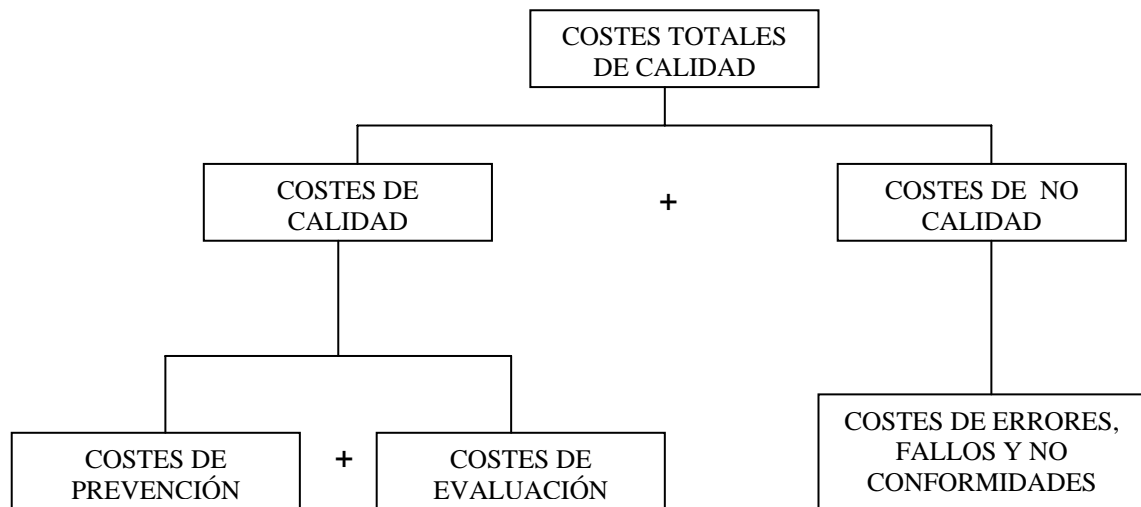 COSTES TOTALES
DE CALIDAD
COSTES DE
CALIDAD
+
COSTES DE  NO
CALIDAD
COSTES DE
PREVENCIÓN
+
COSTES DE
EVALUACIÓN
COSTES DE ERRORES,
FALLOS Y NO
CONFORMIDADES